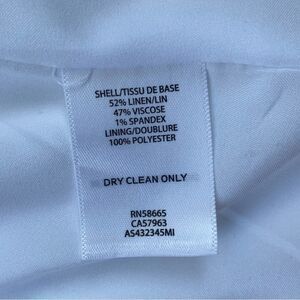 SHELL/TISSU DE BASE
52% LINEN/LIN
47% VISCOSE
1% SPANDEX
LINING/DOUBLURE
100% POLYESTER
DRY CLEAN ONLY
RN58665
CA57963
AS432345MI